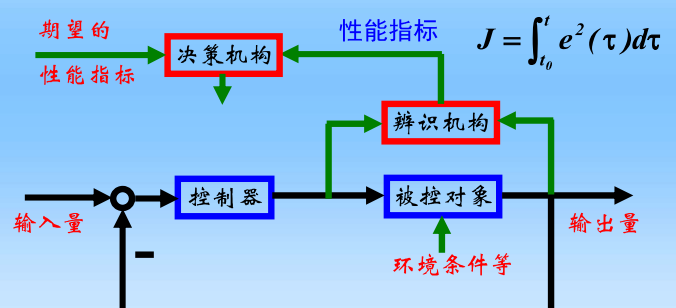 期望的
性能指标
决策机构
性能指标
J = ∫_{t_0}^{t} e^2(τ)dτ
辨识机构
输入量
控制器
被控对象
输出量
−
环境条件等